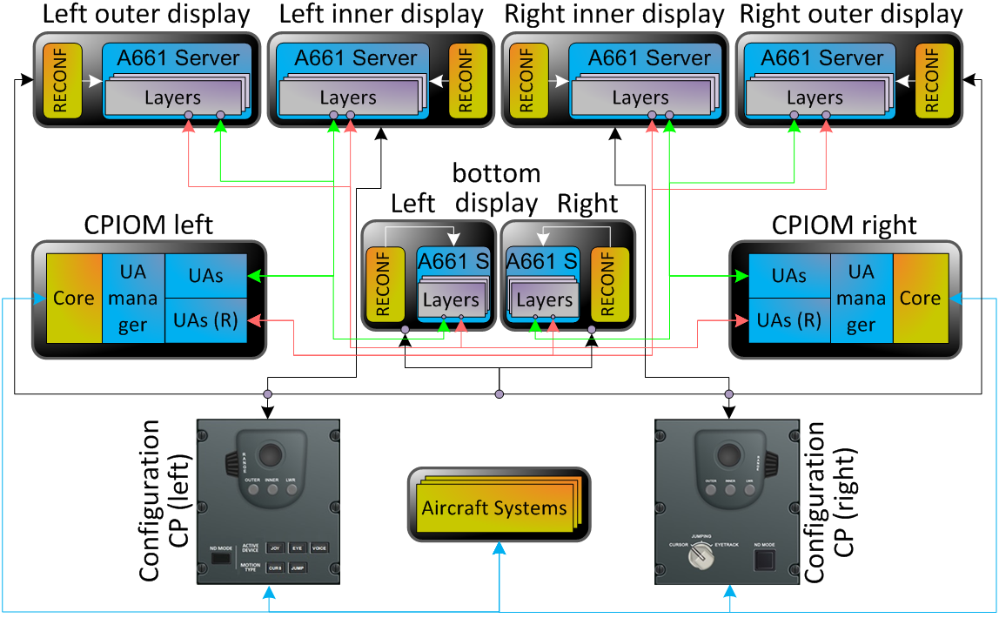 Left outer display
Left inner display
Right inner display
Right outer display
RECONF
A661 Server
Layers
A661 Server
Layers
RECONF
RECONF
A661 Server
Layers
A661 Server
Layers
RECONF
bottom
display
Left
Right
CPIOM left
CPIOM right
Core
UA
mana
ger
UAs
UAs (R)
RECONF
A661 S
Layers
A661 S
Layers
RECONF
UAs
UAs (R)
UA
mana
ger
Core
Configuration
CP (left)
RANGE
OUTER
INNER
LWR
ND MODE
ACTIVE
DEVICE
JOY
EYE
VOICE
MOTION
TYPE
CURS
JUMP
Aircraft Systems
RANGE
OUTER
INNER
LWR
JUMPING
CURSOR
EYETRACK
ND MODE
Configuration
CP (right)